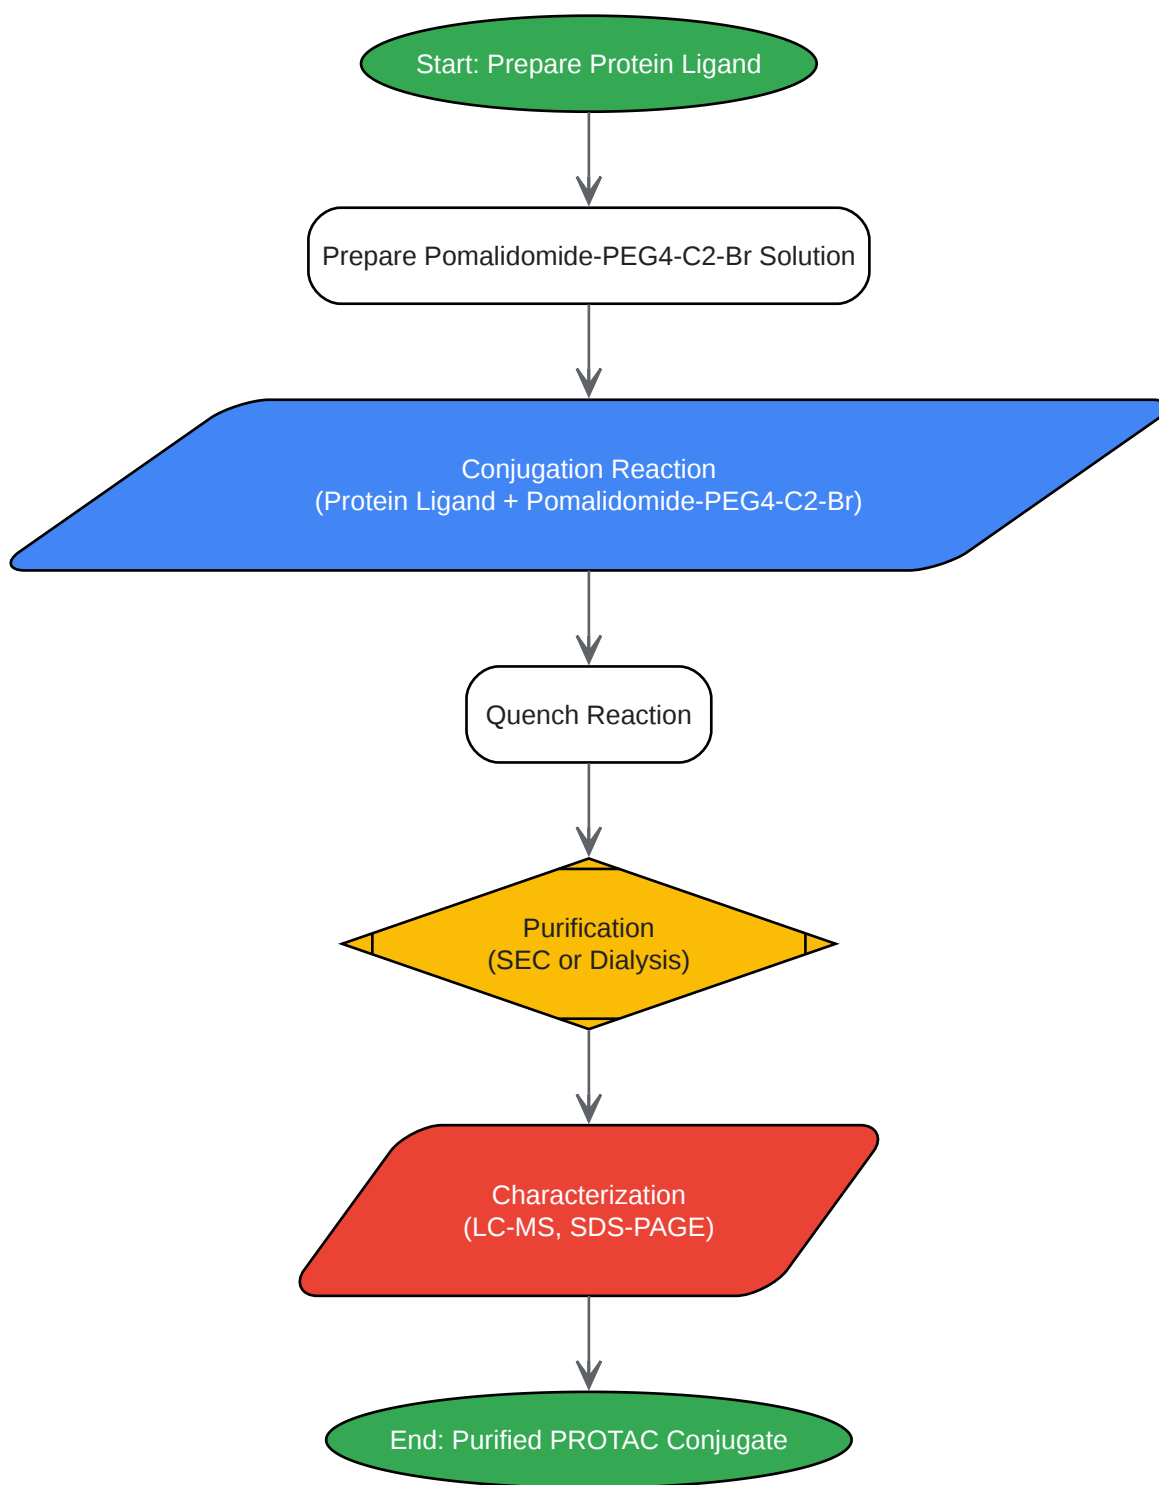 Start: Prepare Protein Ligand
Prepare Pomalidomide-PEG4-C2-Br Solution
Conjugation Reaction
(Protein Ligand + Pomalidomide-PEG4-C2-Br)
Quench Reaction
Purification
(SEC or Dialysis)
Characterization
(LC-MS, SDS-PAGE)
End: Purified PROTAC Conjugate